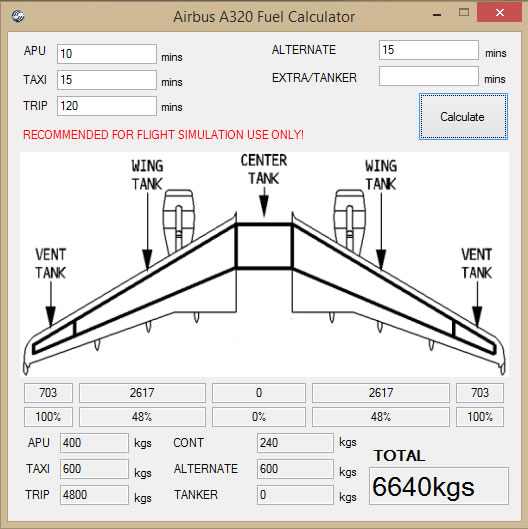 Airbus A320 Fuel Calculator
APU 10 mins ALTERNATE 15 mins
TAXI 15 mins EXTRA/TANKER mins
TRIP 120 mins
Calculate
RECOMMENDED FOR FLIGHT SIMULATION USE ONLY!
CENTER
TANK
WING
TANK
WING
TANK
VENT
TANK
VENT
TANK
703 2617 0 2617 703
100% 48% 0% 48% 100%
APU 400 kgs CONT 240 kgs
TAXI 600 kgs ALTERNATE 600 kgs
TRIP 4800 kgs TANKER 0 kgs
TOTAL
6640kgs